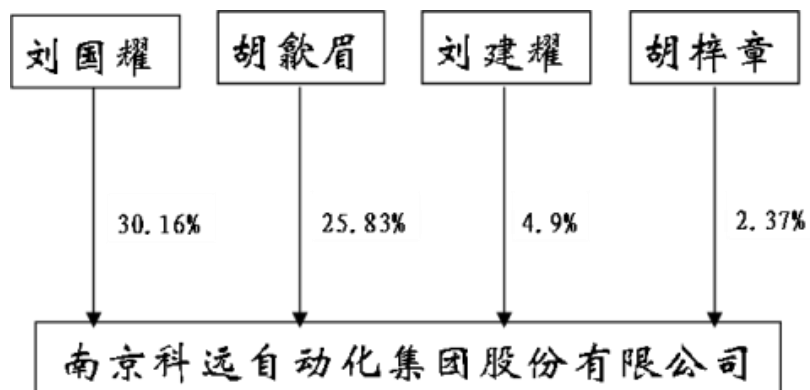 刘国耀 胡歙眉 刘建耀 胡梓章
30.16% 25.83% 4.9% 2.37%
南京科远自动化集团股份有限公司